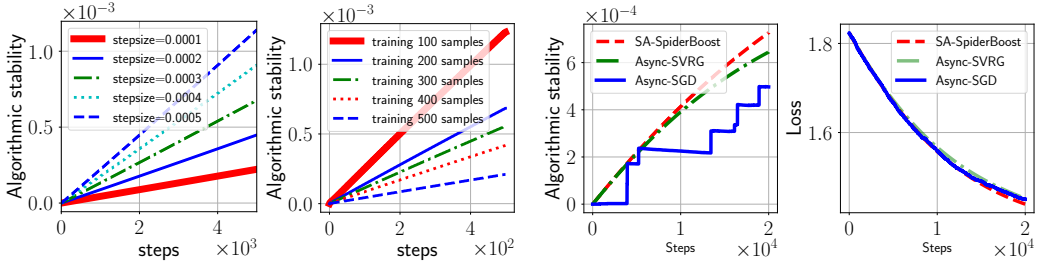 ×10⁻³
Algorithmic stability
1.0
0.5
0.0
stepsize=0.0001
stepsize=0.0002
stepsize=0.0003
stepsize=0.0004
stepsize=0.0005
0 2 4
steps ×10³
×10⁻³
Algorithmic stability
1.0
0.5
0.0
training 100 samples
training 200 samples
training 300 samples
training 400 samples
training 500 samples
0 2 4
steps ×10²
×10⁻⁴
Algorithmic stability
6
4
2
0
SA-SpiderBoost
Async-SVRG
Async-SGD
0 1 2
Steps ×10⁴
Loss
1.8
1.6
SA-SpiderBoost
Async-SVRG
Async-SGD
0 1 2
Steps ×10⁴